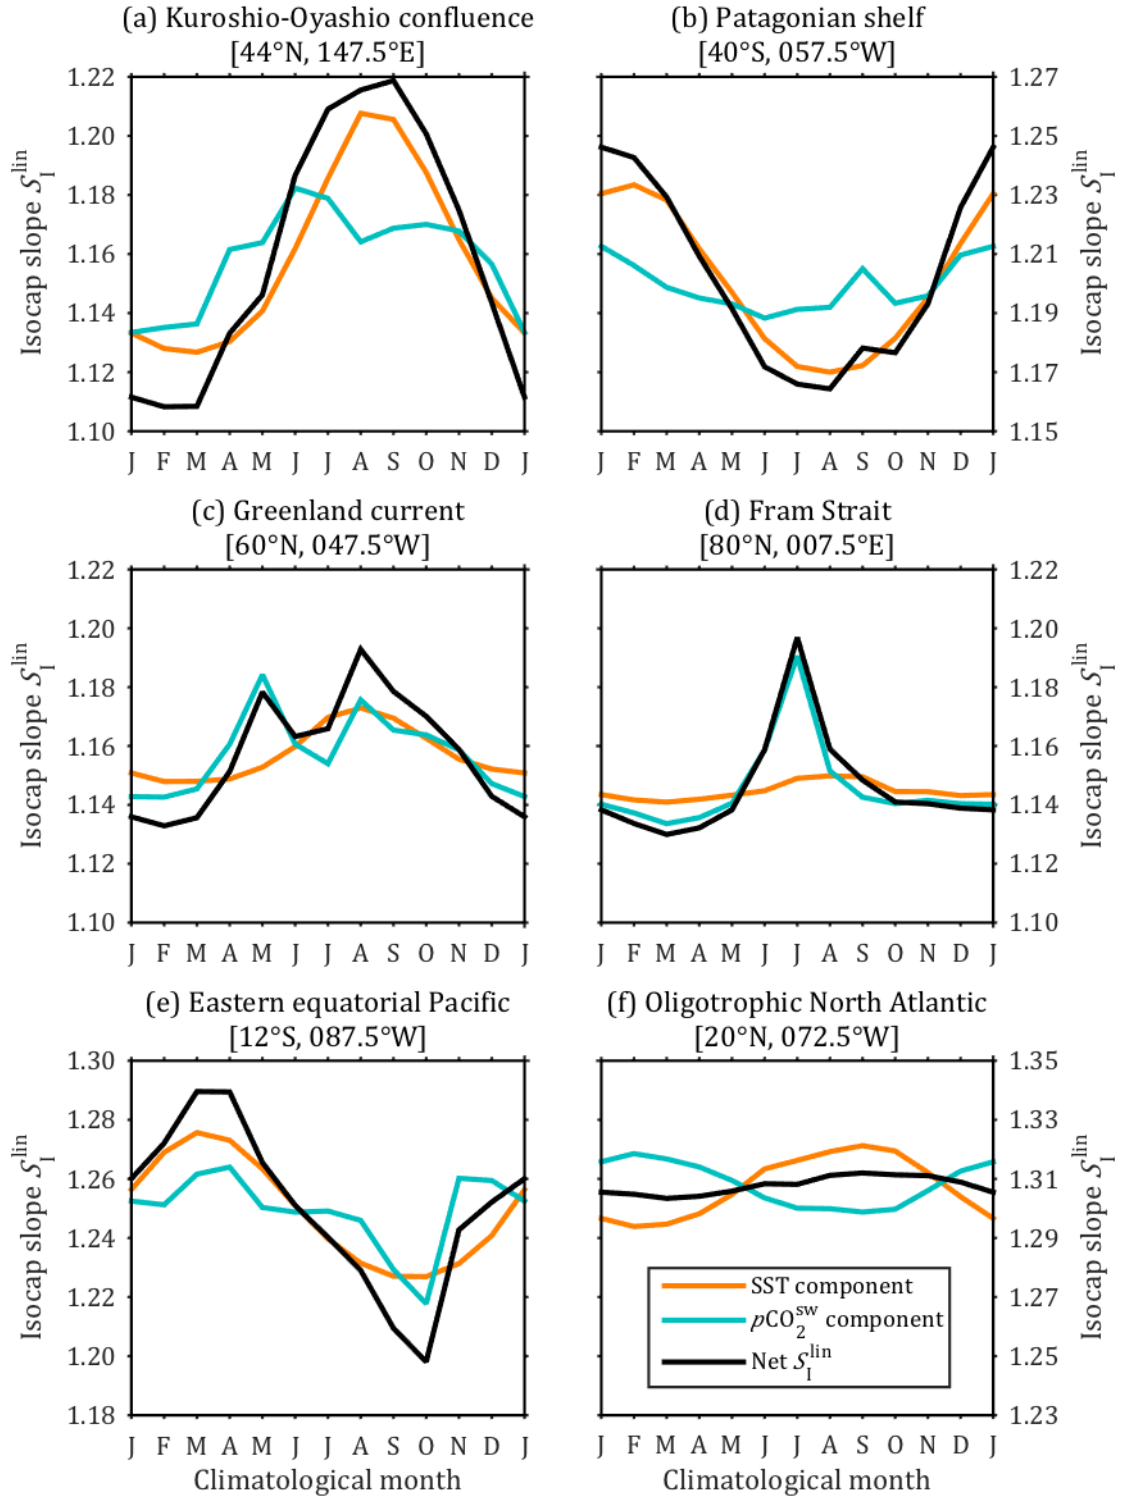 (a) Kuroshio-Oyashio confluence
[44°N, 147.5°E]
(b) Patagonian shelf
[40°S, 057.5°W]
Isocap slope S_I^lin
1.22
1.20
1.18
1.16
1.14
1.12
1.10
J F M A M J J A S O N D J
1.27
1.25
1.23
1.21
1.19
1.17
1.15
Isocap slope S_I^lin
J F M A M J J A S O N D J
(c) Greenland current
[60°N, 047.5°W]
(d) Fram Strait
[80°N, 007.5°E]
Isocap slope S_I^lin
1.22
1.20
1.18
1.16
1.14
1.12
1.10
J F M A M J J A S O N D J
1.22
1.20
1.18
1.16
1.14
1.12
1.10
Isocap slope S_I^lin
J F M A M J J A S O N D J
(e) Eastern equatorial Pacific
[12°S, 087.5°W]
(f) Oligotrophic North Atlantic
[20°N, 072.5°W]
Isocap slope S_I^lin
1.30
1.28
1.26
1.24
1.22
1.20
1.18
J F M A M J J A S O N D J
Climatological month
1.35
1.33
1.31
1.29
1.27
1.25
1.23
Isocap slope S_I^lin
SST component
pCO_2^sw component
Net S_I^lin
J F M A M J J A S O N D J
Climatological month